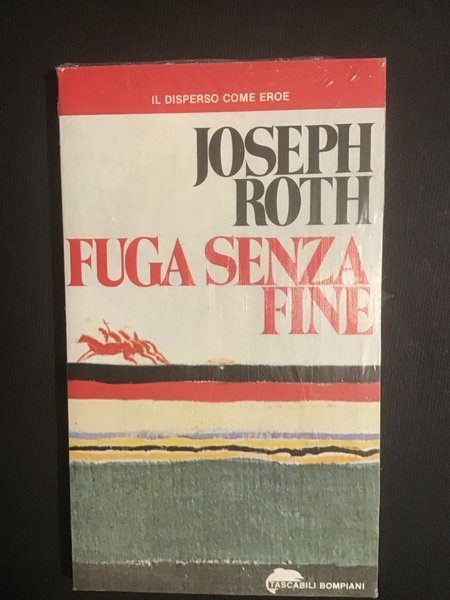 IL DISPERSO COME EROE
JOSEPH
ROTH
FUGA SENZA
FINE
TASCABILI BOMPIANI